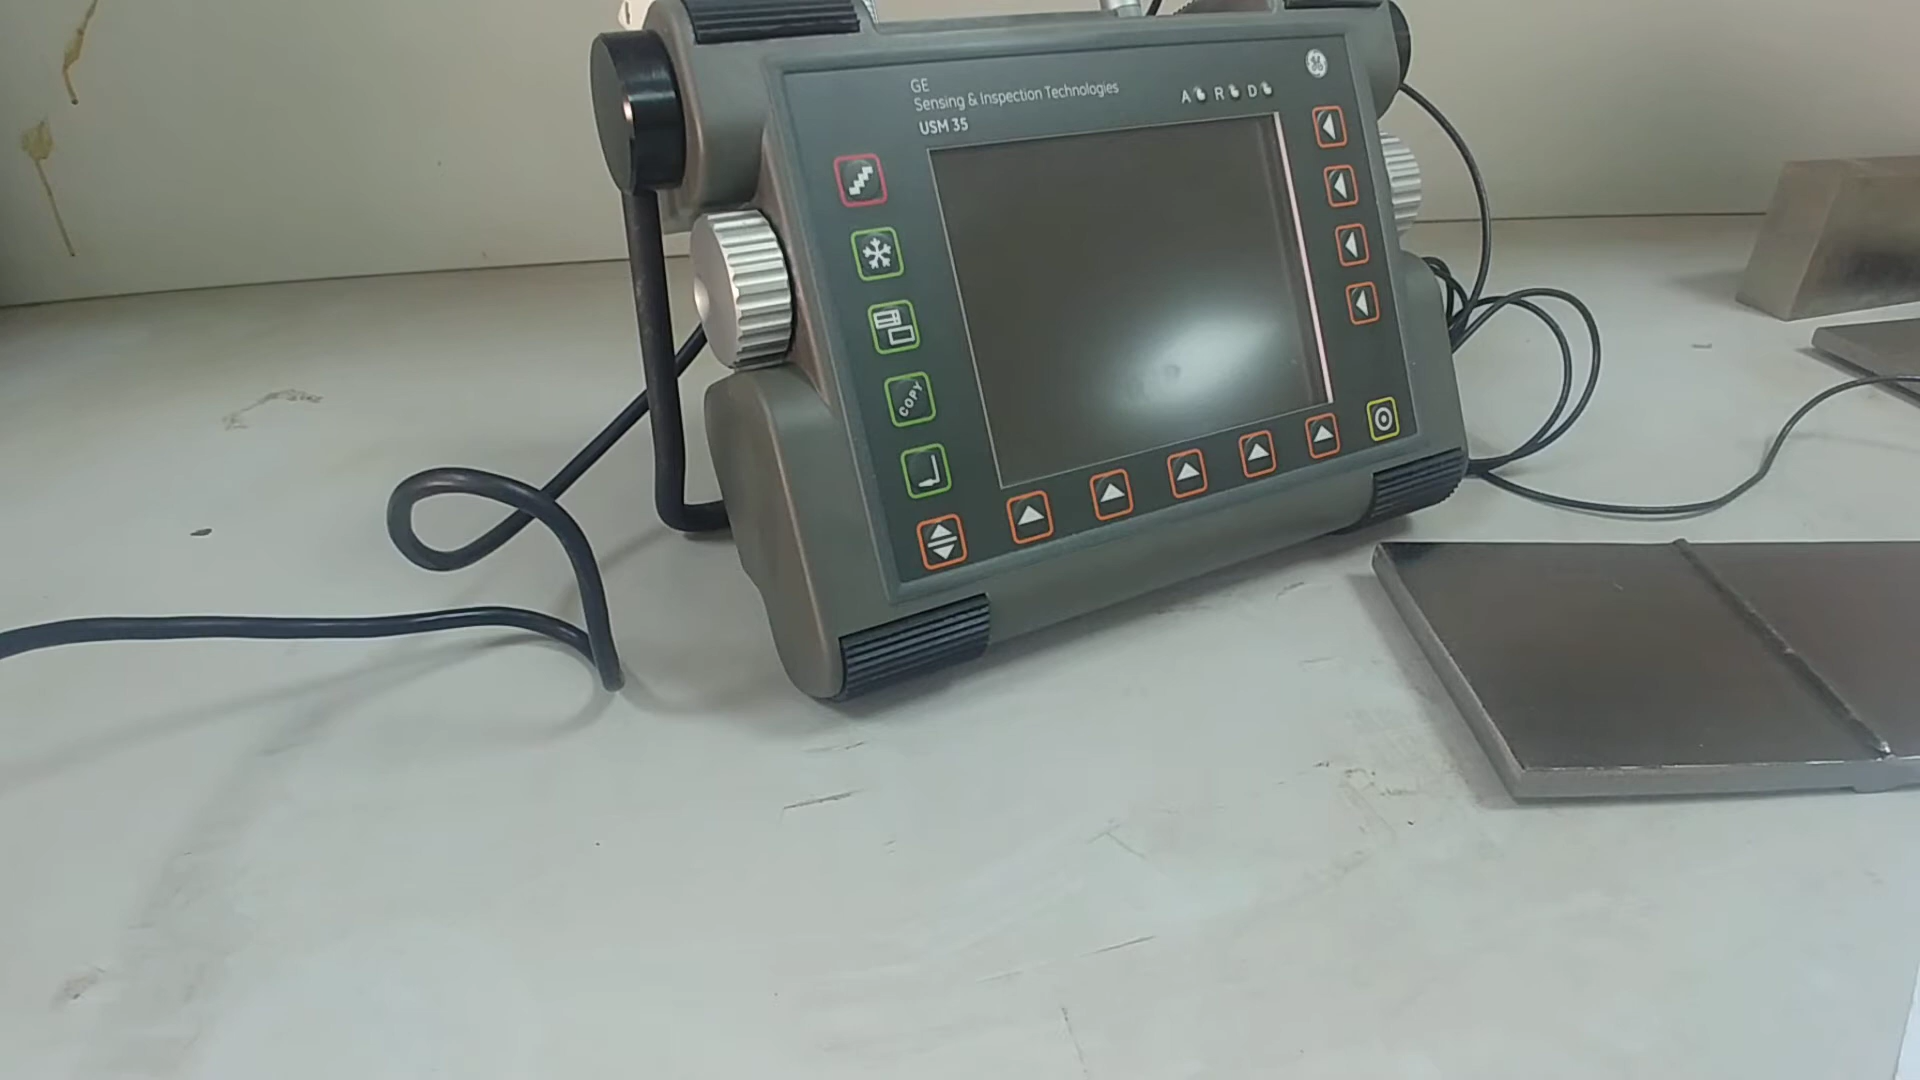 GE
Sensing & Inspection Technologies
USM 35
A R D
COPY